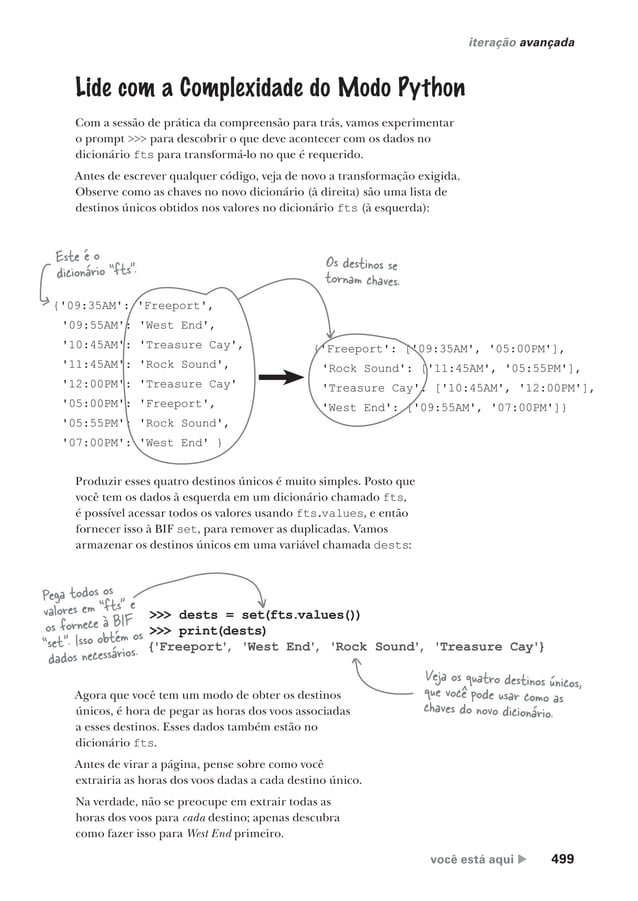 iteração avançada
Lide com a Complexidade do Modo Python
Com a sessão de prática da compreensão para trás, vamos experimentar
o prompt >>> para descobrir o que deve acontecer com os dados no
dicionário fts para transformá-lo no que é requerido.
Antes de escrever qualquer código, veja de novo a transformação exigida.
Observe como as chaves no novo dicionário (à direita) são uma lista de
destinos únicos obtidos nos valores no dicionário fts (à esquerda):
Este é o
dicionário "fts".
Os destinos se
tornam chaves.
{'09:35AM': 'Freeport',
'09:55AM': 'West End',
'10:45AM': 'Treasure Cay',
'11:45AM': 'Rock Sound',
'12:00PM': 'Treasure Cay'
'05:00PM': 'Freeport',
'05:55PM': 'Rock Sound',
'07:00PM': 'West End' }
{'Freeport': ['09:35AM', '05:00PM'],
'Rock Sound': ['11:45AM', '05:55PM'],
'Treasure Cay': ['10:45AM', '12:00PM'],
'West End': ['09:55AM', '07:00PM']}
Produzir esses quatro destinos únicos é muito simples. Posto que
você tem os dados à esquerda em um dicionário chamado fts,
é possível acessar todos os valores usando fts.values, e então
fornecer isso à BIF set, para remover as duplicadas. Vamos
armazenar os destinos únicos em uma variável chamada dests:
Pega todos os
valores em "fts" e
os fornece à BIF
"set". Isso obtém os
dados necessários.
>>> dests = set(fts.values())
>>> print(dests)
{'Freeport', 'West End', 'Rock Sound', 'Treasure Cay'}
Veja os quatro destinos únicos,
que você pode usar como as
chaves do novo dicionário.
Agora que você tem um modo de obter os destinos
únicos, é hora de pegar as horas dos voos associadas
a esses destinos. Esses dados também estão no
dicionário fts.
Antes de virar a página, pense sobre como você
extrairia as horas dos voos dadas a cada destino único.
Na verdade, não se preocupe em extrair todas as
horas dos voos para cada destino; apenas descubra
como fazer isso para West End primeiro.
você está aqui ▶ 499